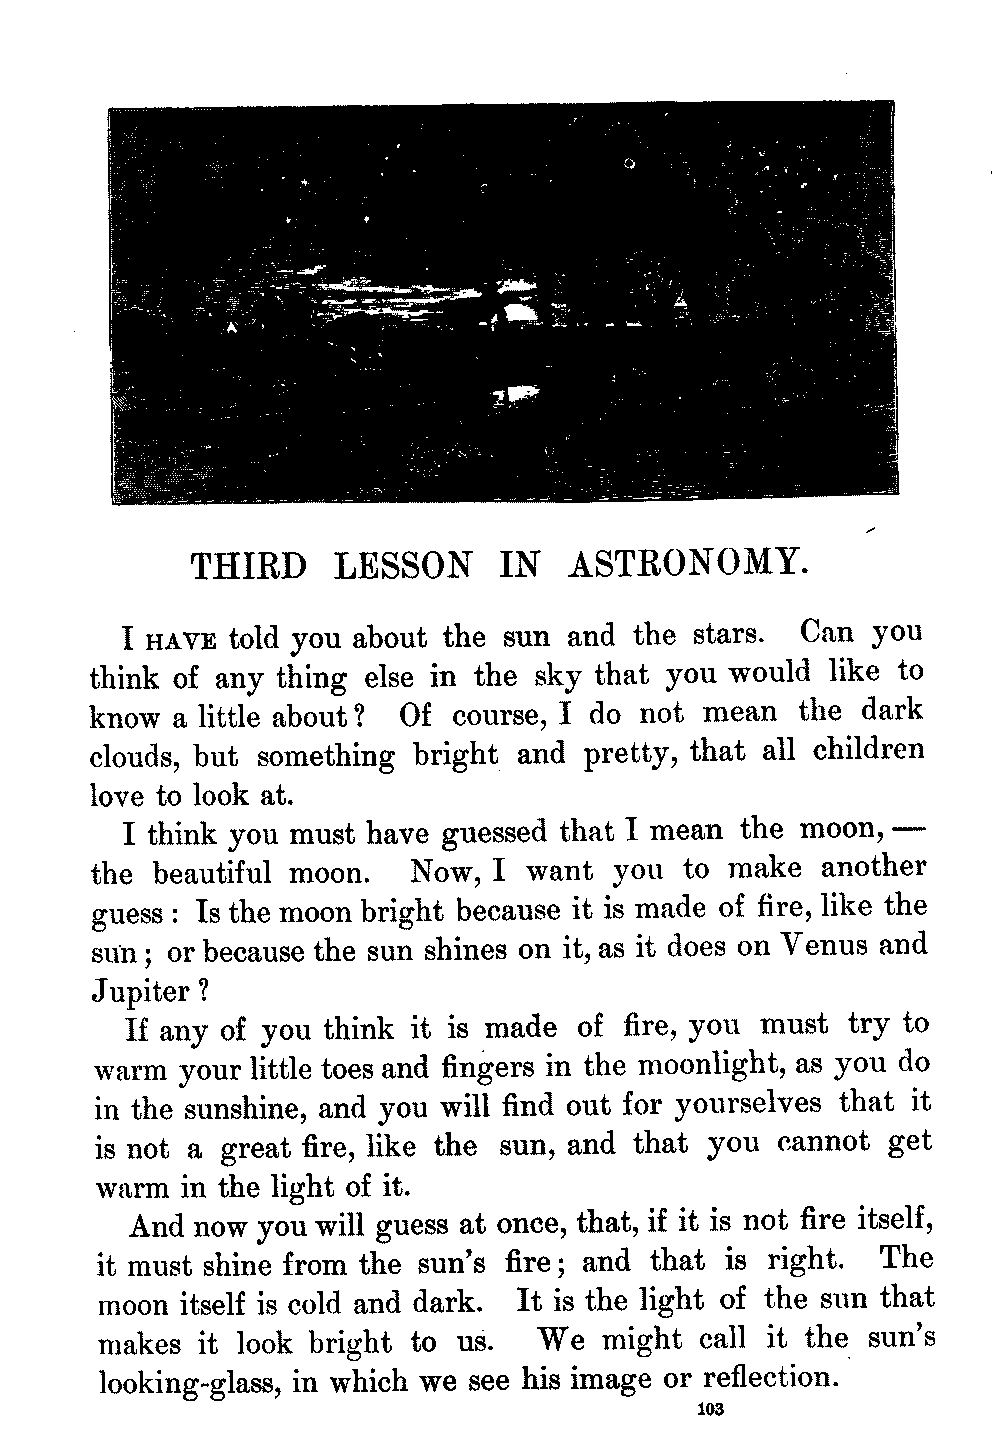 THIRD LESSON IN ASTRONOMY.
I HAVE told you about the sun and the stars. Can you
think of any thing else in the sky that you would like to
know a little about? Of course, I do not mean the dark
clouds, but something bright and pretty, that all children
love to look at.
I think you must have guessed that I mean the moon, —
the beautiful moon. Now, I want you to make another
guess: Is the moon bright because it is made of fire, like the
sun; or because the sun shines on it, as it does on Venus and
Jupiter?
If any of you think it is made of fire, you must try to
warm your little toes and fingers in the moonlight, as you do
in the sunshine, and you will find out for yourselves that it
is not a great fire, like the sun, and that you cannot get
warm in the light of it.
And now you will guess at once, that, if it is not fire itself,
it must shine from the sun's fire; and that is right. The
moon itself is cold and dark. It is the light of the sun that
makes it look bright to us. We might call it the sun's
looking-glass, in which we see his image or reflection.
103